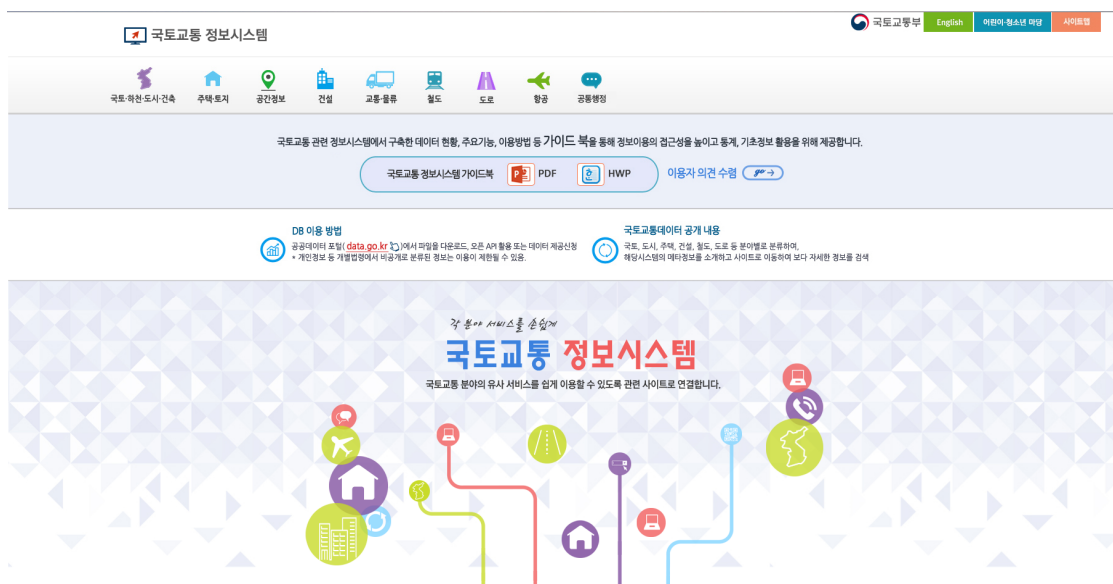 국토교통 정보시스템
국토교통부 English 어린이·청소년 마당 사이트맵
국토·하천·도시·건축 주택·토지 공간정보 건설 교통·물류 철도 도로 항공 공통행정
국토교통 관련 정보시스템에서 구축한 데이터 현황, 주요기능, 이용방법 등 가이드 북을 통해 정보이용의 접근성을 높이고 통계, 기초정보 활용을 위해 제공합니다.
국토교통 정보시스템 가이드북 PDF HWP 이용자 의견 수렴 go →
DB 이용 방법
공공데이터 포털( data.go.kr )에서 파일을 다운로드, 오픈 API 활용 또는 데이터 제공신청
* 개인정보 등 개별법령에서 비공개로 분류된 정보는 이용이 제한될 수 있음.
국토교통데이터 공개 내용
국토, 도시, 주택, 건설, 철도, 도로 등 분야별로 분류하여,
해당시스템의 메타정보를 소개하고 사이트로 이동하여 보다 자세한 정보를 검색
각 분야 서비스를 손쉽게
국토교통 정보시스템
국토교통 분야의 유사 서비스를 쉽게 이용할 수 있도록 관련 사이트로 연결합니다.